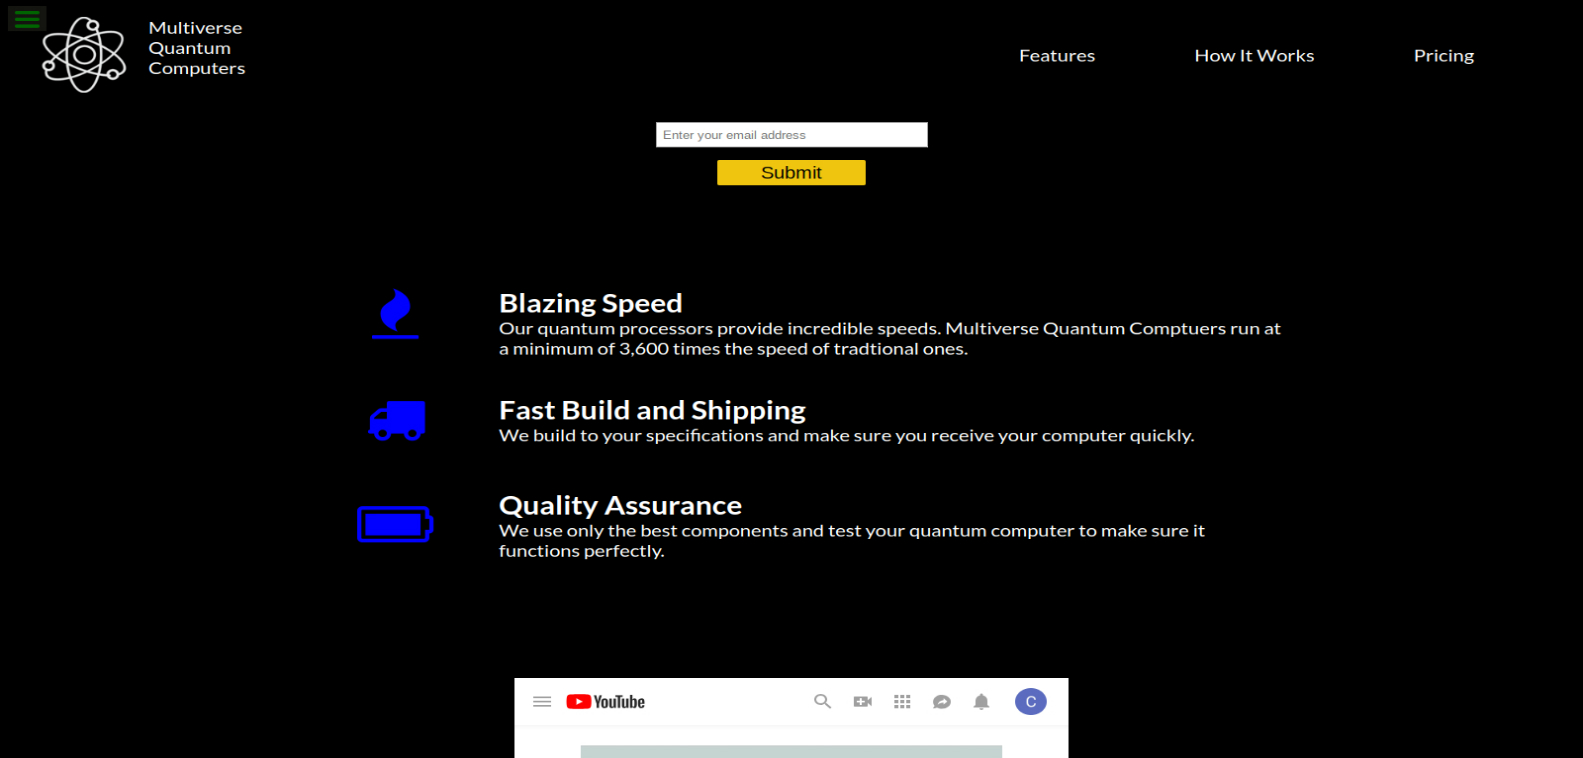 Multiverse
Quantum
Computers
Features
How It Works
Pricing
Enter your email address
Submit
Blazing Speed
Our quantum processors provide incredible speeds. Multiverse Quantum Comptuers run at
a minimum of 3,600 times the speed of tradtional ones.
Fast Build and Shipping
We build to your specifications and make sure you receive your computer quickly.
Quality Assurance
We use only the best components and test your quantum computer to make sure it
functions perfectly.
YouTube
C